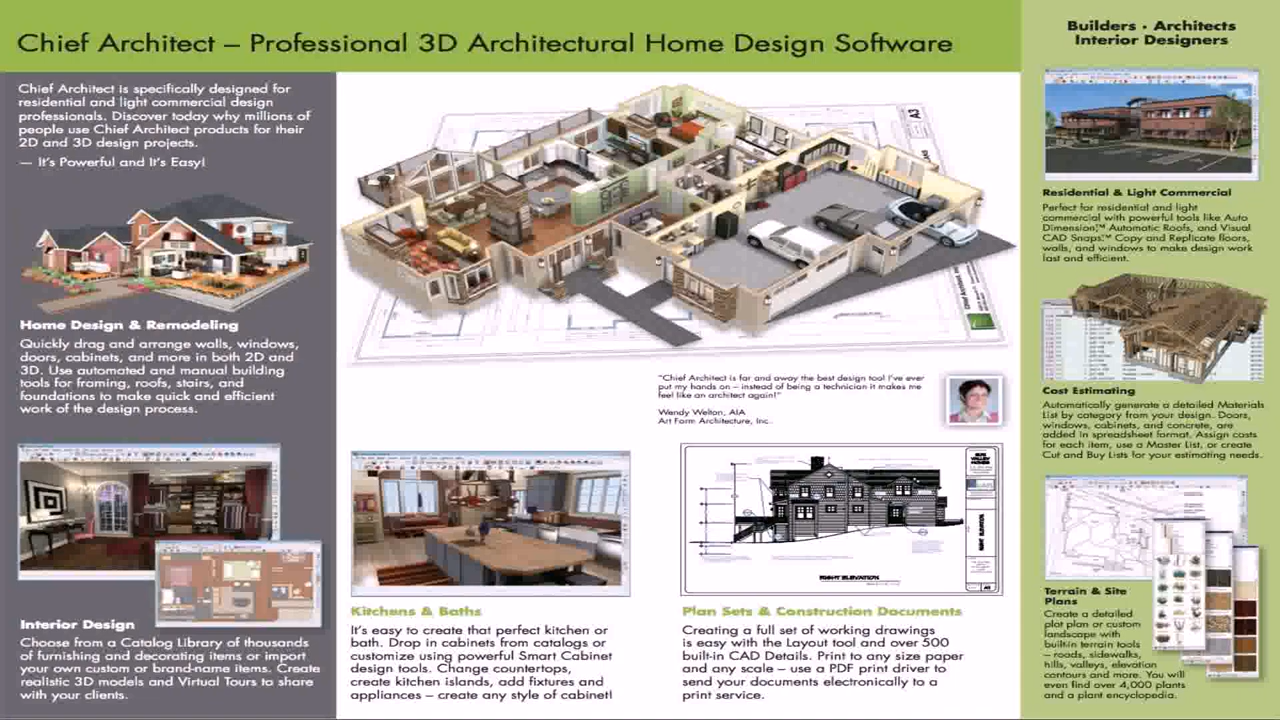 Chief Architect – Professional 3D Architectural Home Design Software
Chief Architect is specifically designed for
residential and light commercial design
professionals. Discover today why millions of
people use Chief Architect products for their
2D and 3D design projects.
— It's Powerful and It's Easy!
Home Design & Remodeling
Quickly drag and arrange walls, windows,
doors, cabinets, and more in both 2D and
3D. Use automated and manual building
tools for framing, roofs, stairs, and
foundations to make quick and efficient
work of the design process.
Interior Design
Choose from a Catalog Library of thousands
of furnishing and decorating items or import
your own custom or brand-name items. Create
realistic 3D models and Virtual Tours to share
with your clients.
A3
Chief Architect
"Chief Architect is far and away the best design tool I've ever
put my hands on – instead of being a technician it makes me
feel like an architect again!"
Wendy Welton, AIA
Art Form Architecture, Inc.
Kitchens & Baths
It's easy to create that perfect kitchen or
bath. Drop in cabinets from catalogs or
customize using powerful Smart Cabinet
design tools. Change countertops,
create kitchen islands, add fixtures and
appliances – create any style of cabinet!
RIGHT ELEVATION
Plan Sets & Construction Documents
Creating a full set of working drawings
is easy with the Layout tool and over 500
built-in CAD Details. Print to any size paper
and any scale – use a PDF print driver to
send your documents electronically to a
print service.
Builders · Architects
Interior Designers
Residential & Light Commercial
Perfect for residential and light
commercial with powerful tools like Auto
Dimension,™ Automatic Roofs, and Visual
CAD Snaps.™ Copy and Replicate floors,
walls, and windows to make design work
fast and efficient.
Cost Estimating
Automatically generate a detailed Materials
List by category from your design. Doors,
windows, cabinets, and concrete, are
added in spreadsheet format. Assign costs
for each item, use a Master List, or create
Cut and Buy Lists for your estimating needs.
Terrain & Site
Plans
Create a detailed
plot plan or custom
landscape with
built-in terrain tools
– roads, sidewalks,
hills, valleys, elevation
contours and more. You will
even find over 4,000 plants
and a plant encyclopedia.